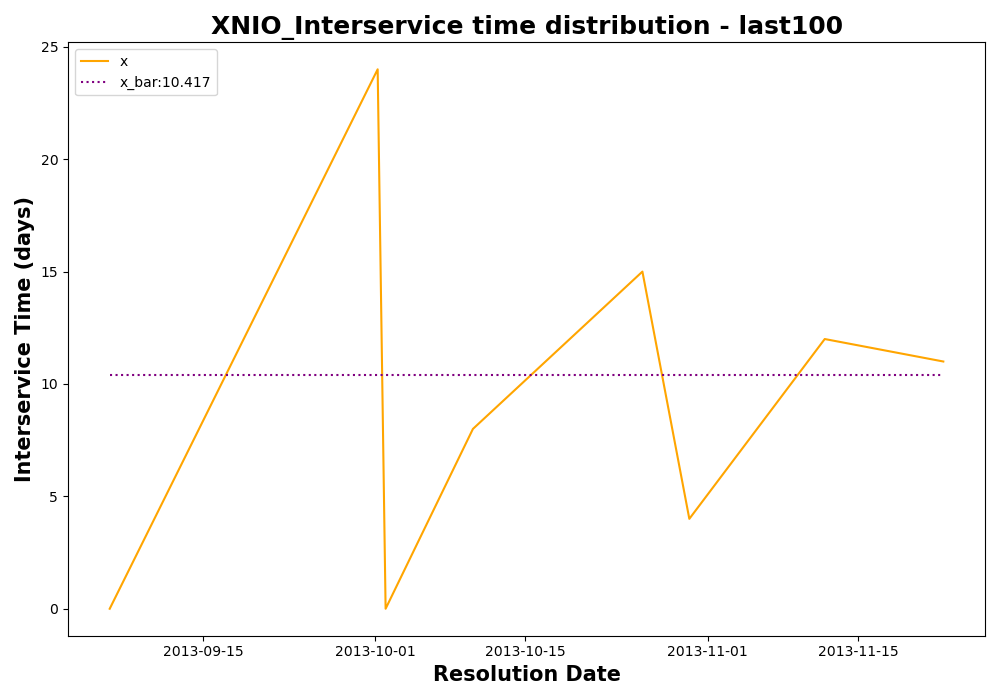 XNIO_Interservice time distribution - last100
x
x_bar:10.417
Interservice Time (days)
25
20
15
10
5
0
2013-09-15
2013-10-01
2013-10-15
2013-11-01
2013-11-15
Resolution Date